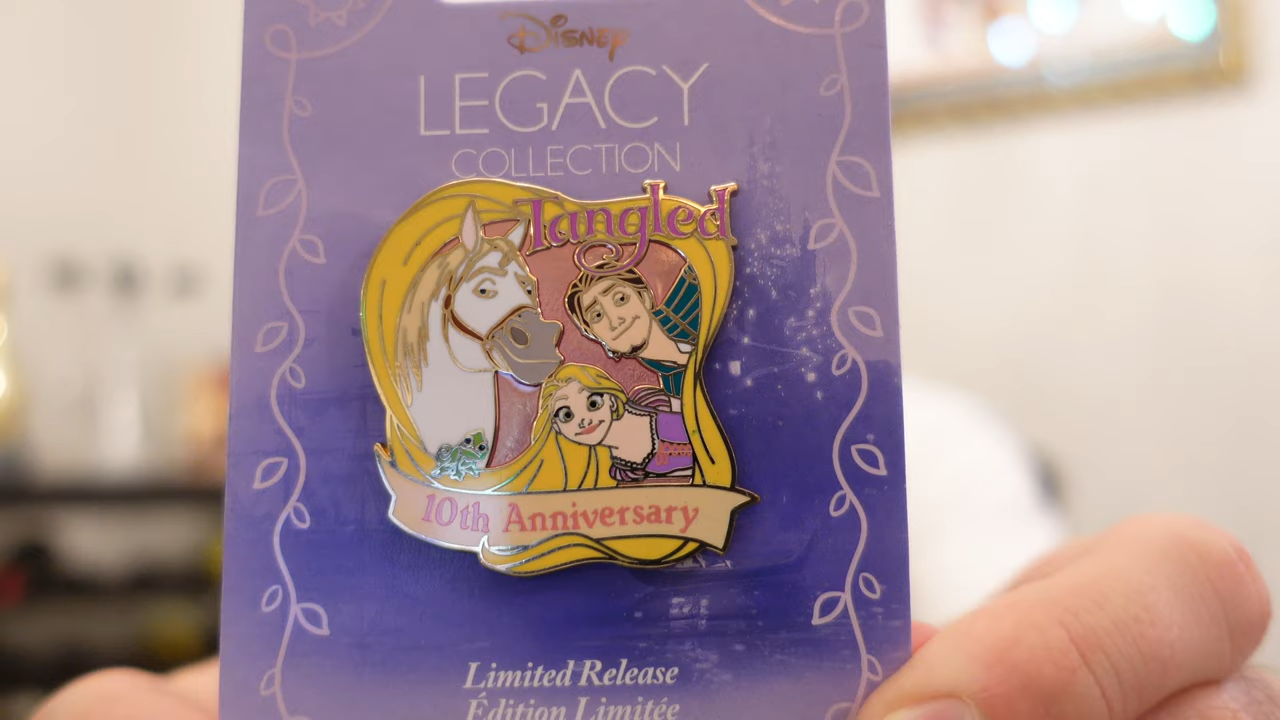 Disney
LEGACY
COLLECTION
Tangled
10th Anniversary
Limited Release
Édition Limitée